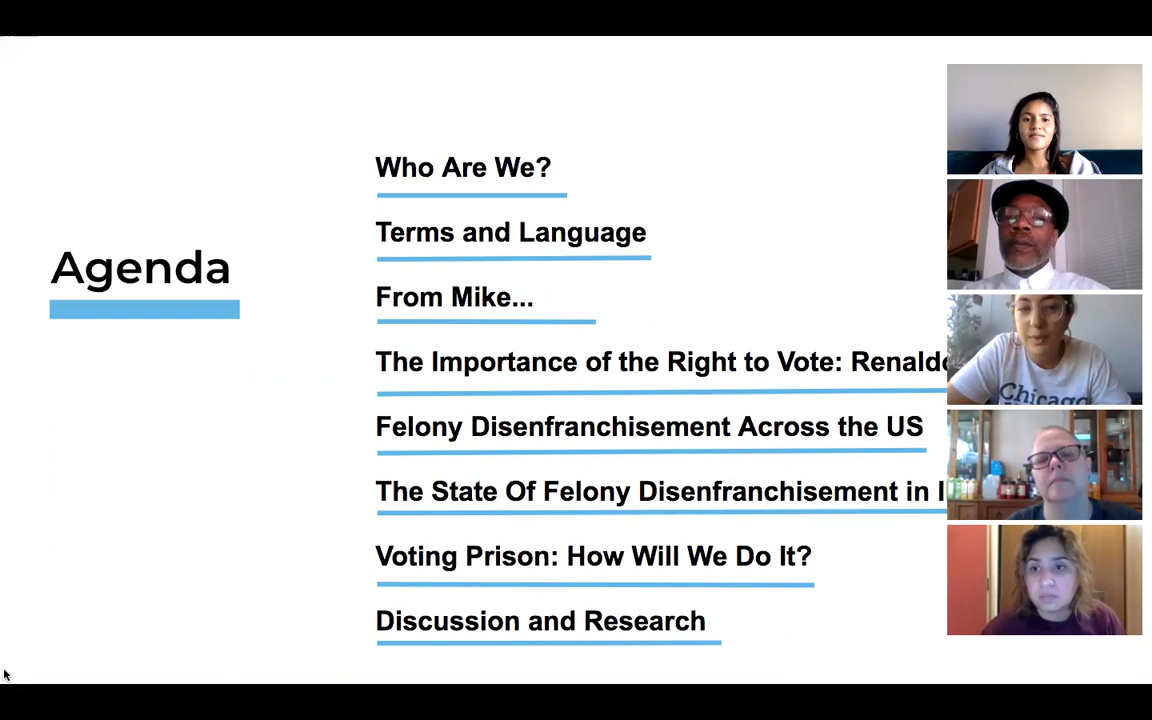 Agenda
Who Are We?
Terms and Language
From Mike...
The Importance of the Right to Vote:
Felony Disenfranchisement Across the US
The State Of Felony Disenfranchisement in
Voting Prison: How Will We Do It?
Discussion and Research
Chicago